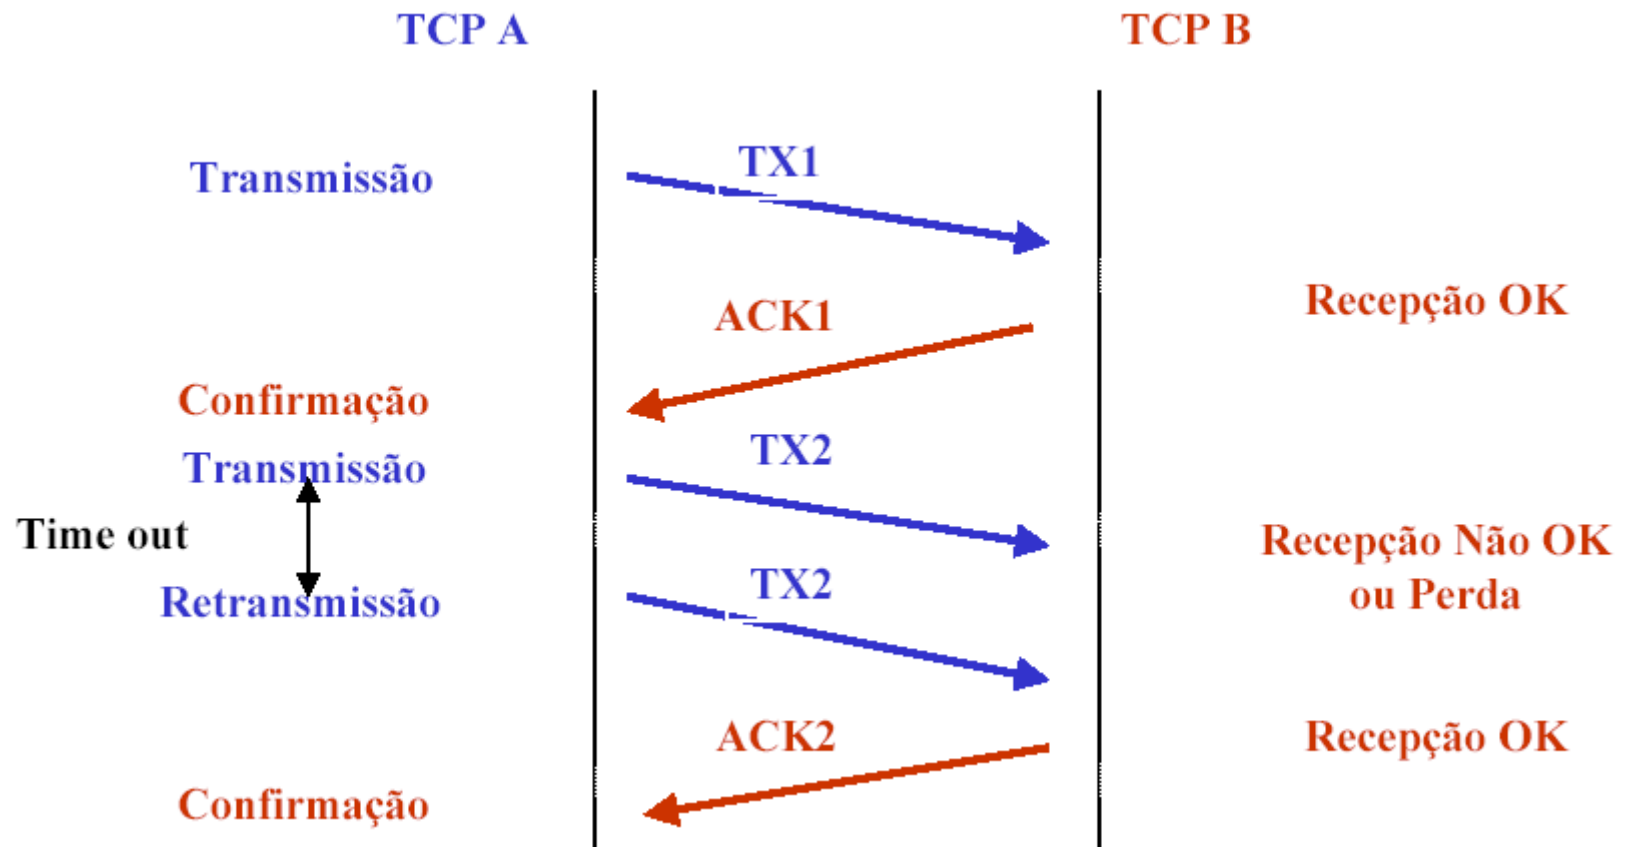 TCP A
TCP B
Transmissão
TX1
Recepção OK
ACK1
Confirmação
Transmissão
TX2
Time out
Recepção Não OK
ou Perda
TX2
Retransmissão
ACK2
Recepção OK
Confirmação